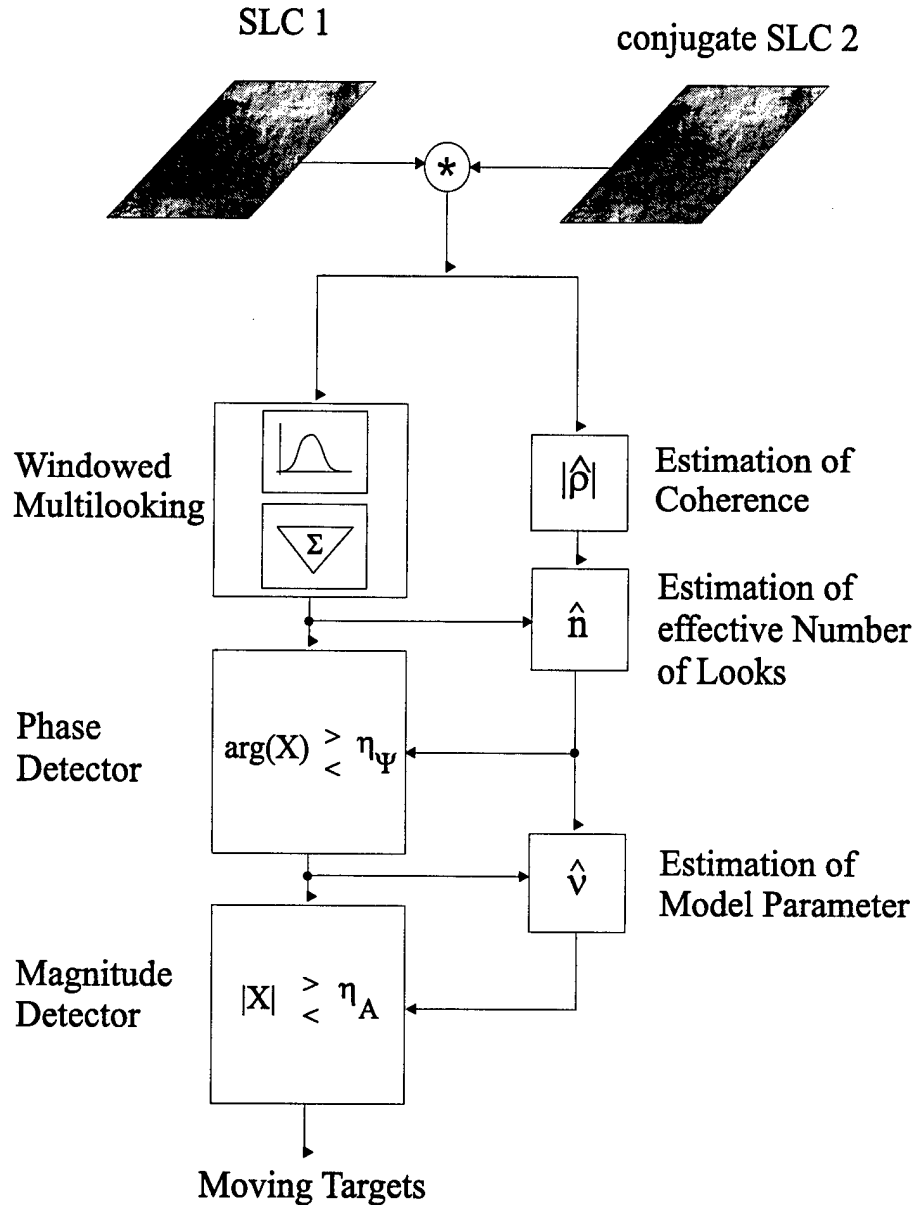 SLC 1
conjugate SLC 2
*
Windowed
Multilooking
Σ
|ρ̂|
Estimation of
Coherence
n̂
Estimation of
effective Number
of Looks
Phase
Detector
arg(X) > < η_Ψ
ν̂
Estimation of
Model Parameter
Magnitude
Detector
|X| > < η_A
Moving Targets